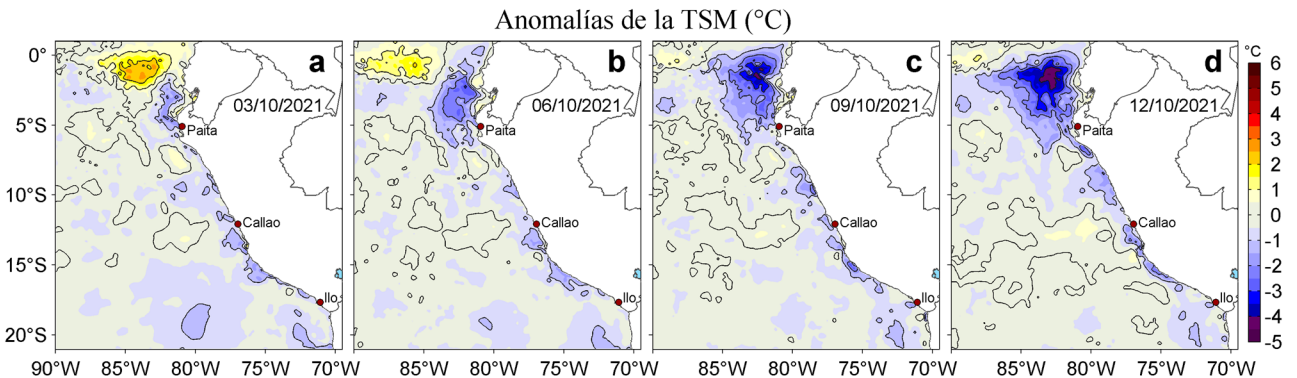 Anomalías de la TSM (°C)
a
03/10/2021
Paita
Callao
Ilo
b
06/10/2021
Paita
Callao
Ilo
c
09/10/2021
Paita
Callao
Ilo
d
12/10/2021
Paita
Callao
Ilo
0°
5°S
10°S
15°S
20°S
90°W 85°W 80°W 75°W 70°W
85°W 80°W 75°W 70°W
85°W 80°W 75°W 70°W
85°W 80°W 75°W 70°W
°C
6
5
4
3
2
1
0
-1
-2
-3
-4
-5